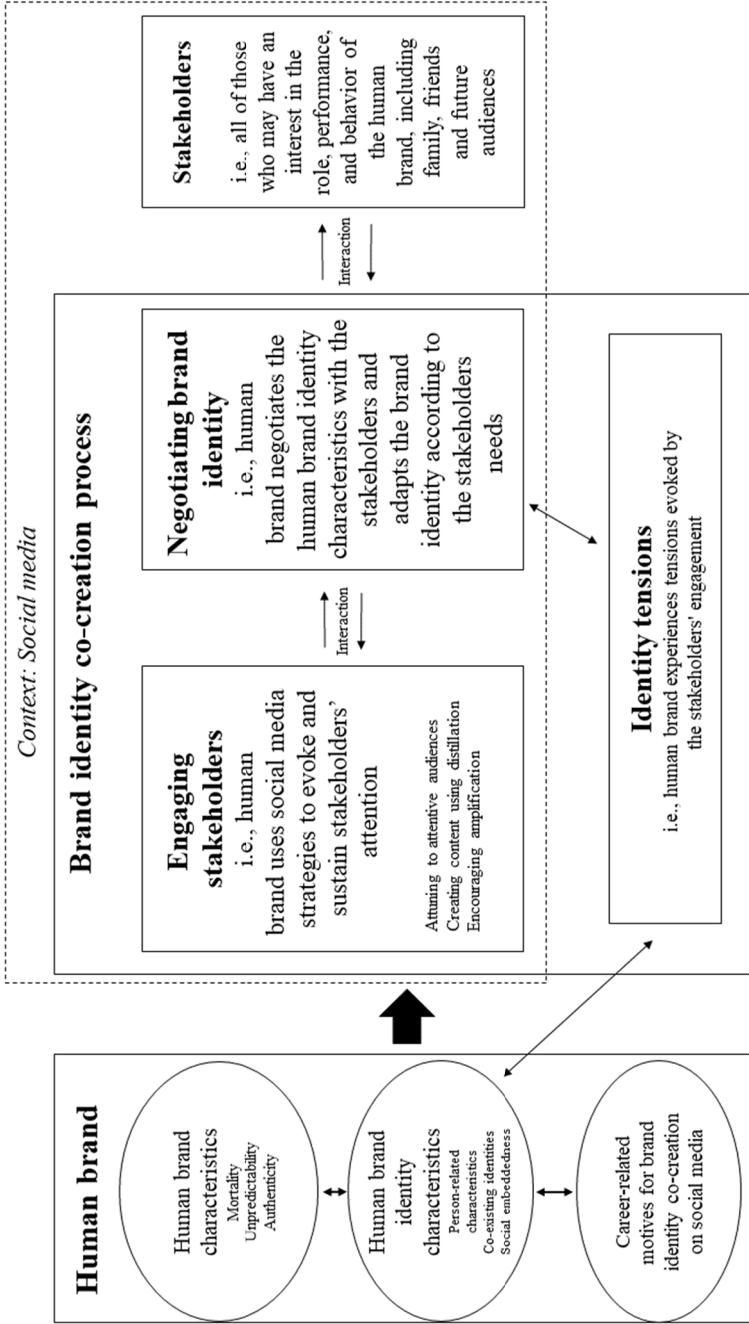 Context: Social media
Human brand
Human brand
characteristics
Mortality
Unpredictability
Authenticity
Human brand
identity
characteristics
Person-related
characteristics
Co-existing identities
Social embeddedness
Career-related
motives for brand
identity co-creation
on social media
Brand identity co-creation process
Engaging
stakeholders
i.e., human
brand uses social media
strategies to evoke and
sustain stakeholders’
attention
Attuning to attentive audiences
Creating content using distillation
Encouraging amplification
Interaction
Negotiating brand
identity
i.e., human
brand negotiates the
human brand identity
characteristics with the
stakeholders and
adapts the brand
identity according to
the stakeholders
needs
Interaction
Stakeholders
i.e., all of those
who may have an
interest in the
role, performance,
and behavior of
the human
brand, including
family, friends
and future
audiences
Identity tensions
i.e., human brand experiences tensions evoked by
the stakeholders' engagement